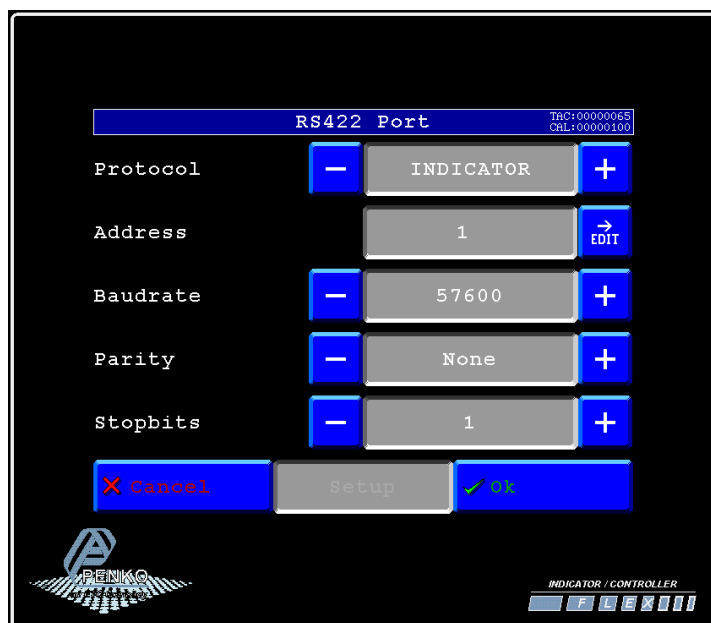 RS422 Port
TAC:00000065
CAL:00000100
Protocol − INDICATOR +
Address 1 → EDIT
Baudrate − 57600 +
Parity − None +
Stopbits − 1 +
Cancel Setup Ok
PENKO
INDICATOR / CONTROLLER
FLEX